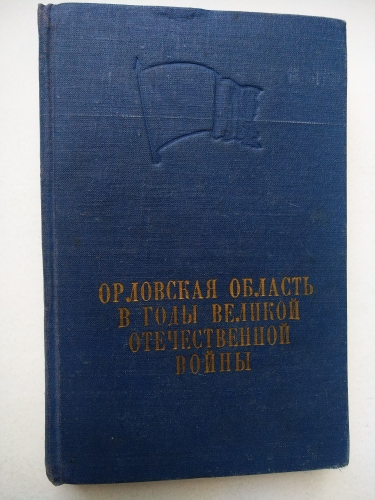 ОРЛОВСКАЯ ОБЛАСТЬ
В ГОДЫ ВЕЛИКОЙ
ОТЕЧЕСТВЕННОЙ
ВОЙНЫ